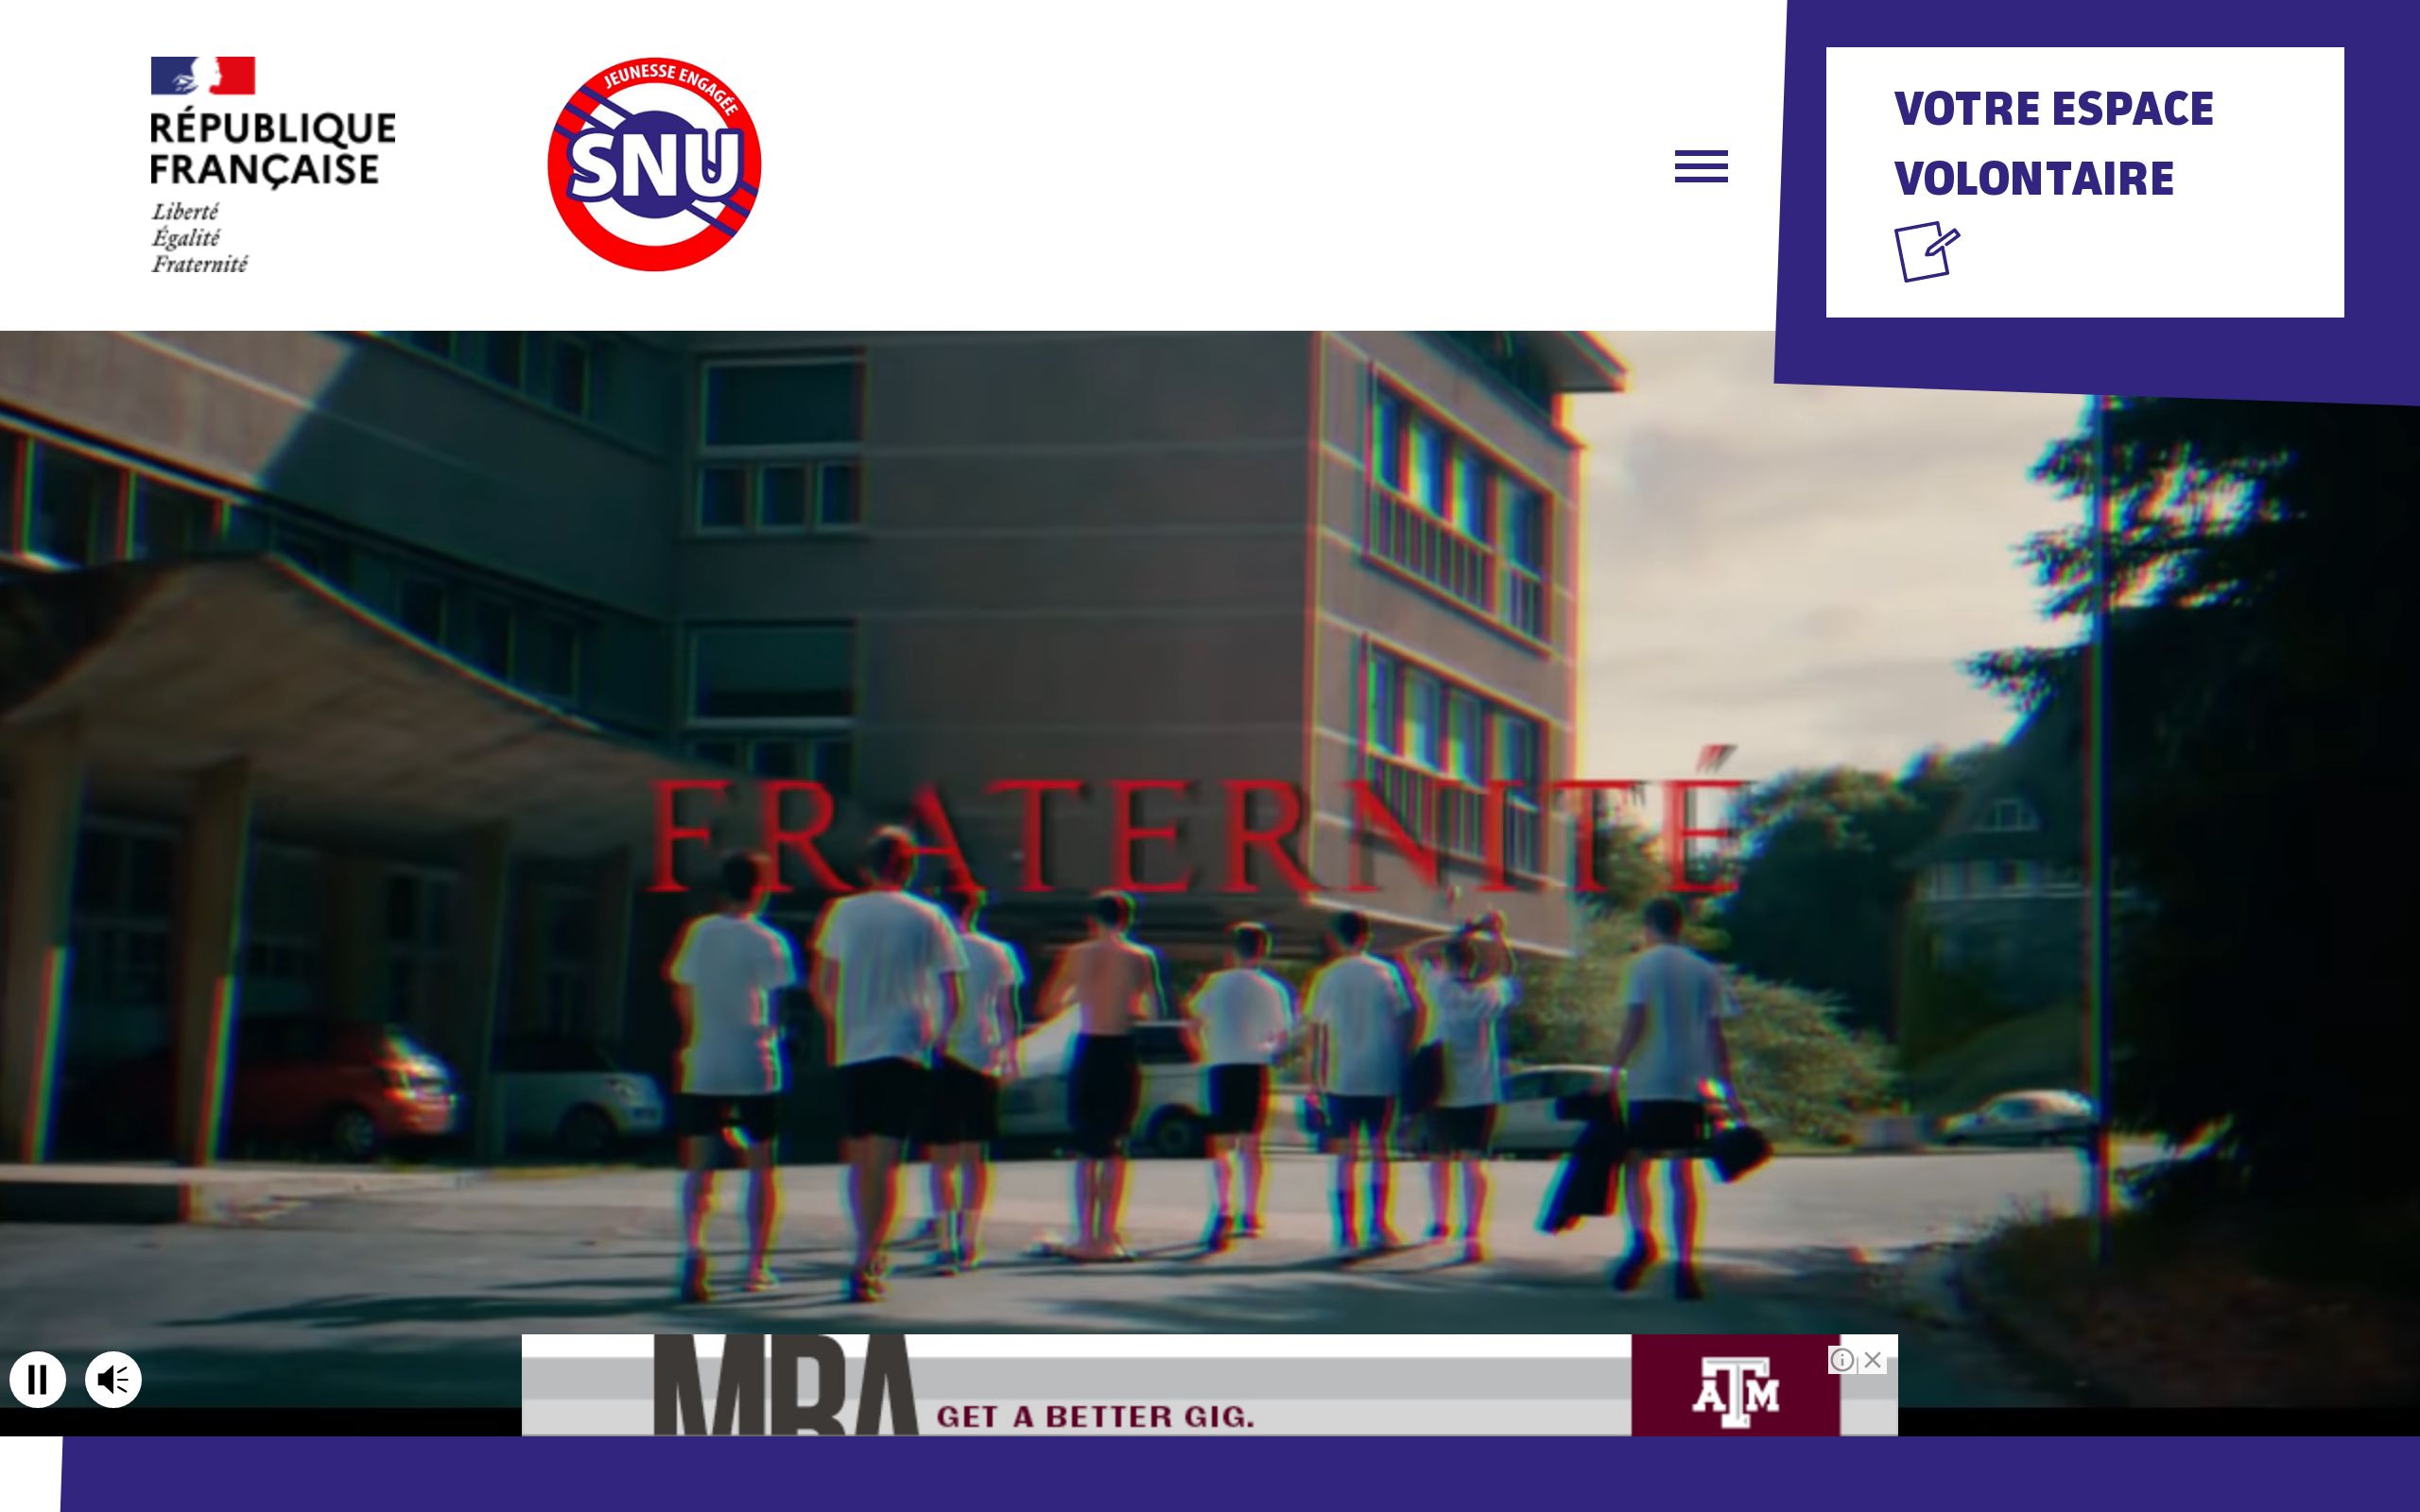 RÉPUBLIQUE
FRANÇAISE
Liberté
Égalité
Fraternité
JEUNESSE ENGAGÉE
SNU
VOTRE ESPACE
VOLONTAIRE
FRATERNITÉ
MBA
GET A BETTER GIG.
ATM